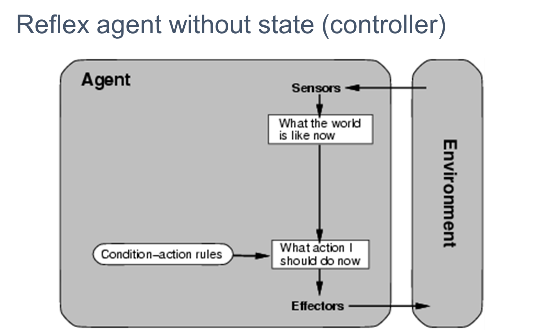 Reflex agent without state (controller)
Agent
Sensors
What the world
is like now
Environment
Condition–action rules
What action I
should do now
Effectors